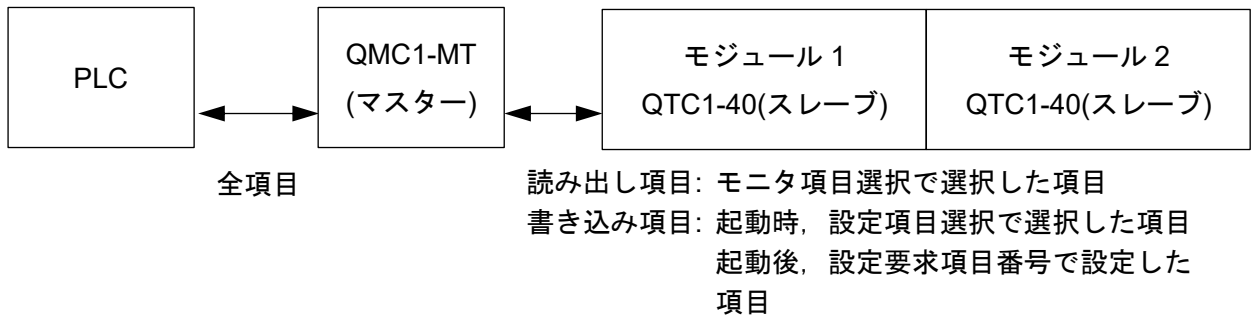 PLC
QMC1-MT
(マスター)
モジュール 1
QTC1-40(スレーブ)
モジュール 2
QTC1-40(スレーブ)
全項目
読み出し項目: モニタ項目選択で選択した項目
書き込み項目: 起動時, 設定項目選択で選択した項目
起動後, 設定要求項目番号で設定した
項目